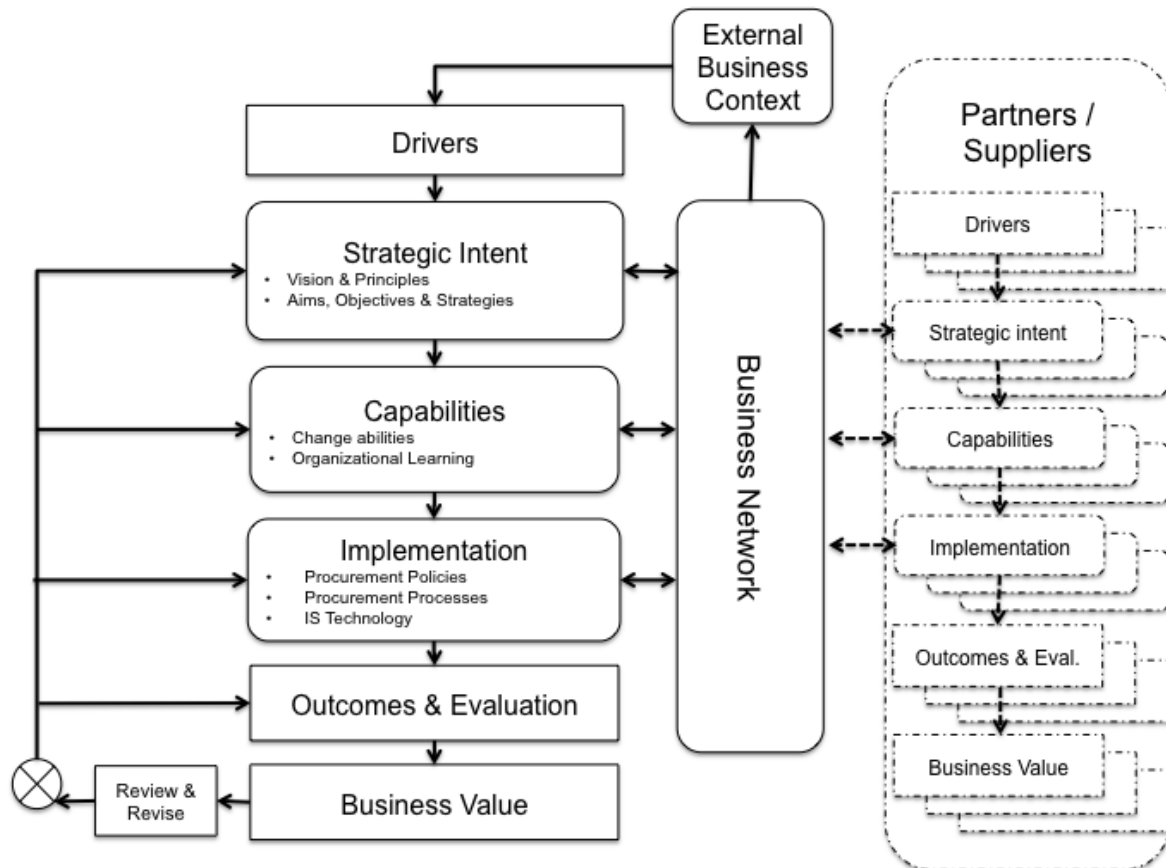 External
Business
Context
Drivers
Strategic Intent
• Vision & Principles
• Aims, Objectives & Strategies
Capabilities
• Change abilities
• Organizational Learning
Implementation
• Procurement Policies
• Procurement Processes
• IS Technology
Outcomes & Evaluation
Business Value
Review &
Revise
Business Network
Partners /
Suppliers
Drivers
Strategic intent
Capabilities
Implementation
Outcomes & Eval.
Business Value